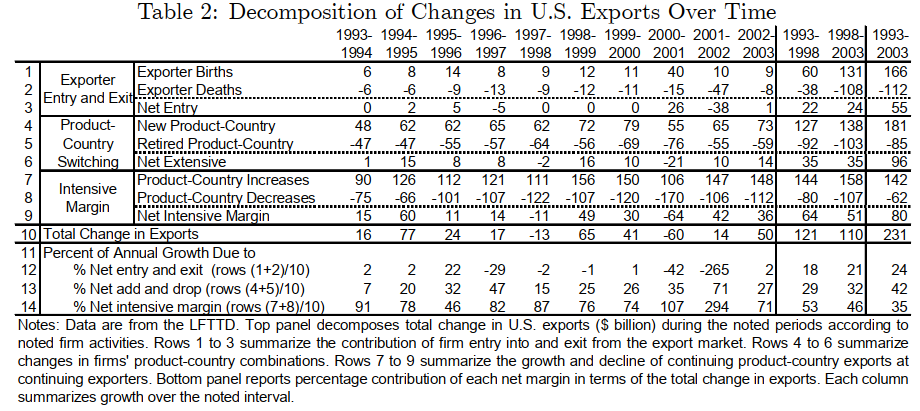 Table 2: Decomposition of Changes in U.S. Exports Over Time
1993- 1994- 1995- 1996- 1997- 1998- 1999- 2000- 2001- 2002- 1993- 1998- 1993-
1994 1995 1996 1997 1998 1999 2000 2001 2002 2003 1998 2003 2003
1 Exporter Entry and Exit Exporter Births 6 8 14 8 9 12 11 40 10 9 60 131 166
2 Exporter Deaths -6 -6 -9 -13 -9 -12 -11 -15 -47 -8 -38 -108 -112
3 Net Entry 0 2 5 -5 0 0 0 26 -38 1 22 24 55
4 Product-Country Switching New Product-Country 48 62 62 65 62 72 79 55 65 73 127 138 181
5 Retired Product-Country -47 -47 -55 -57 -64 -56 -69 -76 -55 -59 -92 -103 -85
6 Net Extensive 1 15 8 8 -2 16 10 -21 10 14 35 35 96
7 Intensive Margin Product-Country Increases 90 126 112 121 111 156 150 106 147 148 144 158 142
8 Product-Country Decreases -75 -66 -101 -107 -122 -107 -120 -170 -106 -112 -80 -107 -62
9 Net Intensive Margin 15 60 11 14 -11 49 30 -64 42 36 64 51 80
10 Total Change in Exports 16 77 24 17 -13 65 41 -60 14 50 121 110 231
11 Percent of Annual Growth Due to
12 % Net entry and exit (rows (1+2)/10) 2 2 22 -29 -2 -1 1 -42 -265 2 18 21 24
13 % Net add and drop (rows (4+5)/10) 7 20 32 47 15 25 26 35 71 27 29 32 42
14 % Net intensive margin (rows (7+8)/10) 91 78 46 82 87 76 74 107 294 71 53 46 35
Notes: Data are from the LFTTD. Top panel decomposes total change in U.S. exports ($ billion) during the noted periods according to
noted firm activities. Rows 1 to 3 summarize the contribution of firm entry into and exit from the export market. Rows 4 to 6 summarize
changes in firms' product-country combinations. Rows 7 to 9 summarize the growth and decline of continuing product-country exports at
continuing exporters. Bottom panel reports percentage contribution of each net margin in terms of the total change in exports. Each column
summarizes growth over the noted interval.